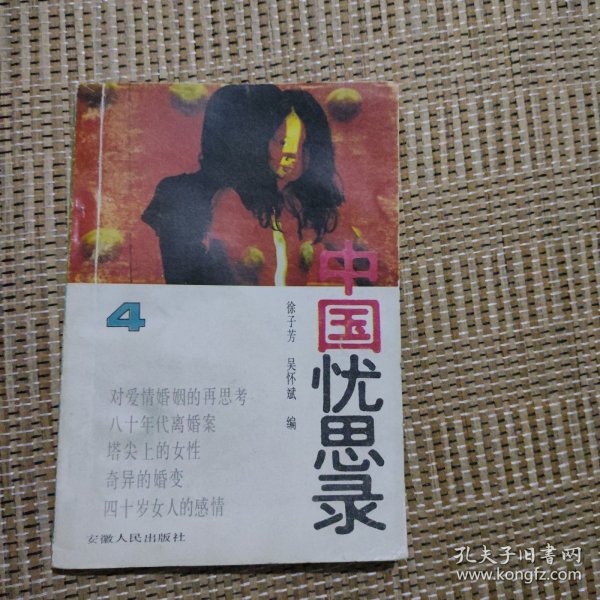 中国忧思录
4
徐子芳 吴怀斌 编
对爱情婚姻的再思考
八十年代离婚案
塔尖上的女性
奇异的婚变
四十岁女人的感情
安徽人民出版社
孔夫子旧书网
www.kongfz.com